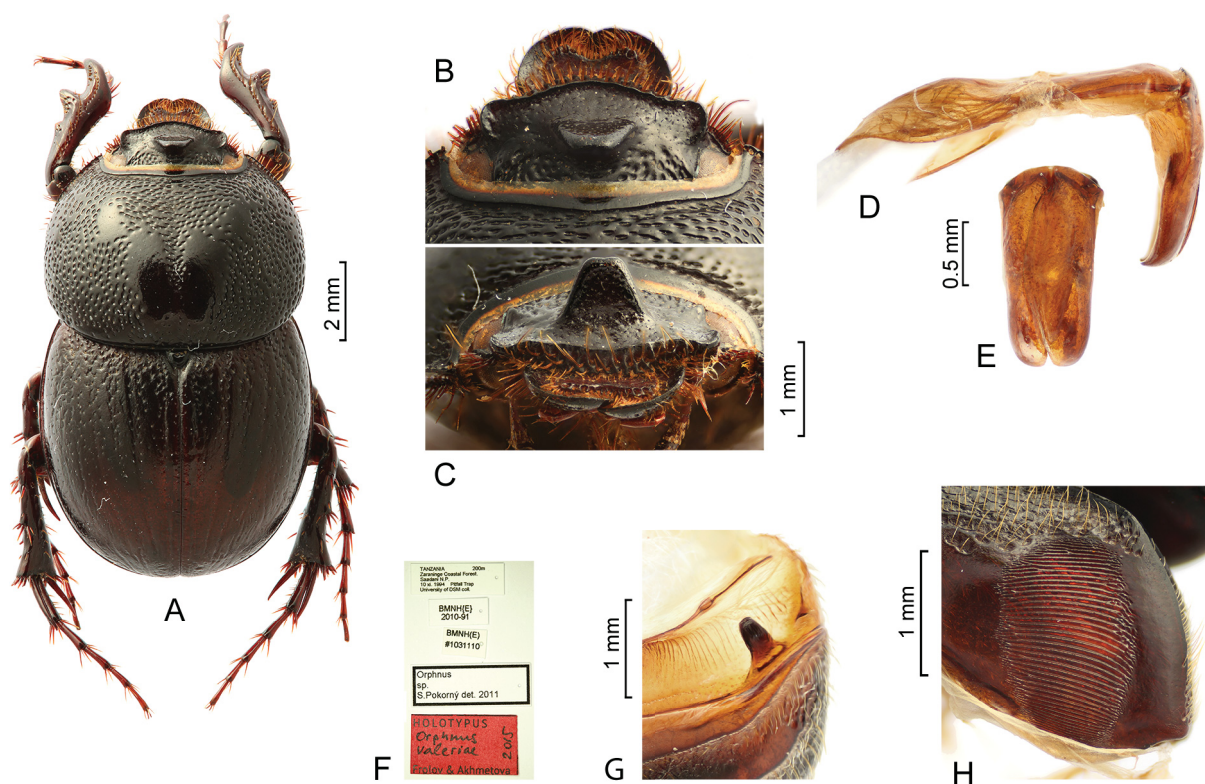 A
2 mm
B
C
1 mm
D
0.5 mm
E
TANZANIA 200m
Zaraninge Coastal Forest.
Saadani N.P.
10 xi. 1994 Pitfall Trap
University of DSM coll.
BMNH(E)
2010-91
BMNH(E)
#1031110
Orphnus
sp.
S.Pokorný det. 2011
HOLOTYPUS
Orphnus
valeriae
2015
Frolov & Akhmetova
F
1 mm
G
1 mm
H